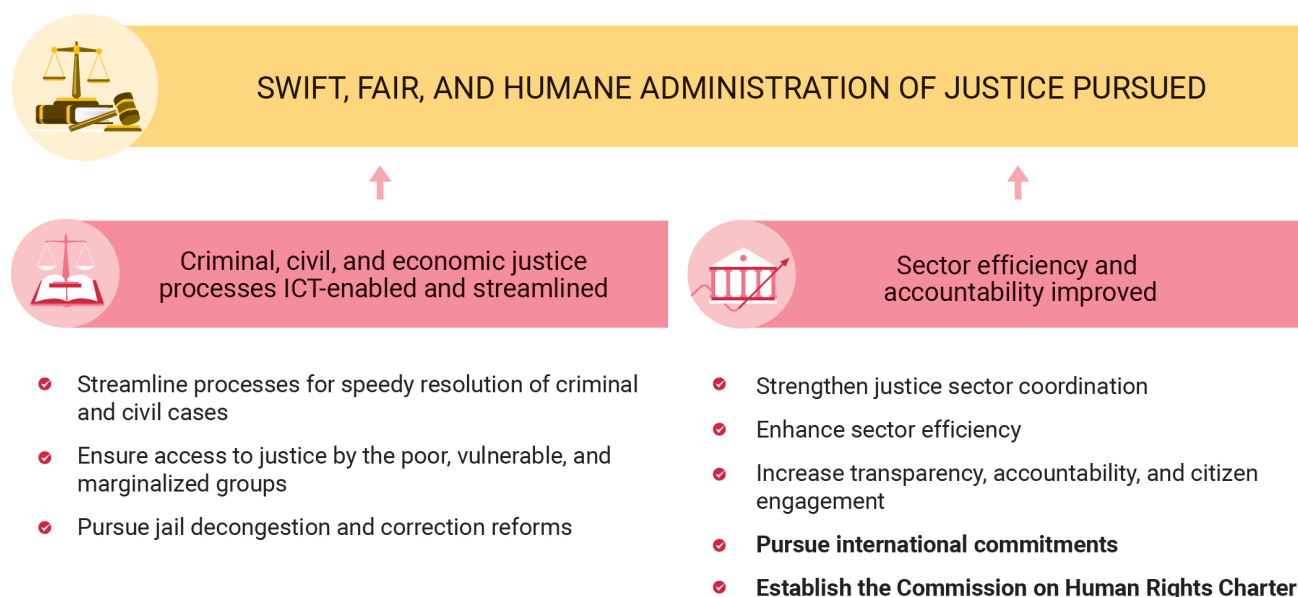 SWIFT, FAIR, AND HUMANE ADMINISTRATION OF JUSTICE PURSUED
Criminal, civil, and economic justice
processes ICT-enabled and streamlined
Streamline processes for speedy resolution of criminal
and civil cases
Ensure access to justice by the poor, vulnerable, and
marginalized groups
Pursue jail decongestion and correction reforms
Sector efficiency and
accountability improved
Strengthen justice sector coordination
Enhance sector efficiency
Increase transparency, accountability, and citizen
engagement
Pursue international commitments
Establish the Commission on Human Rights Charter